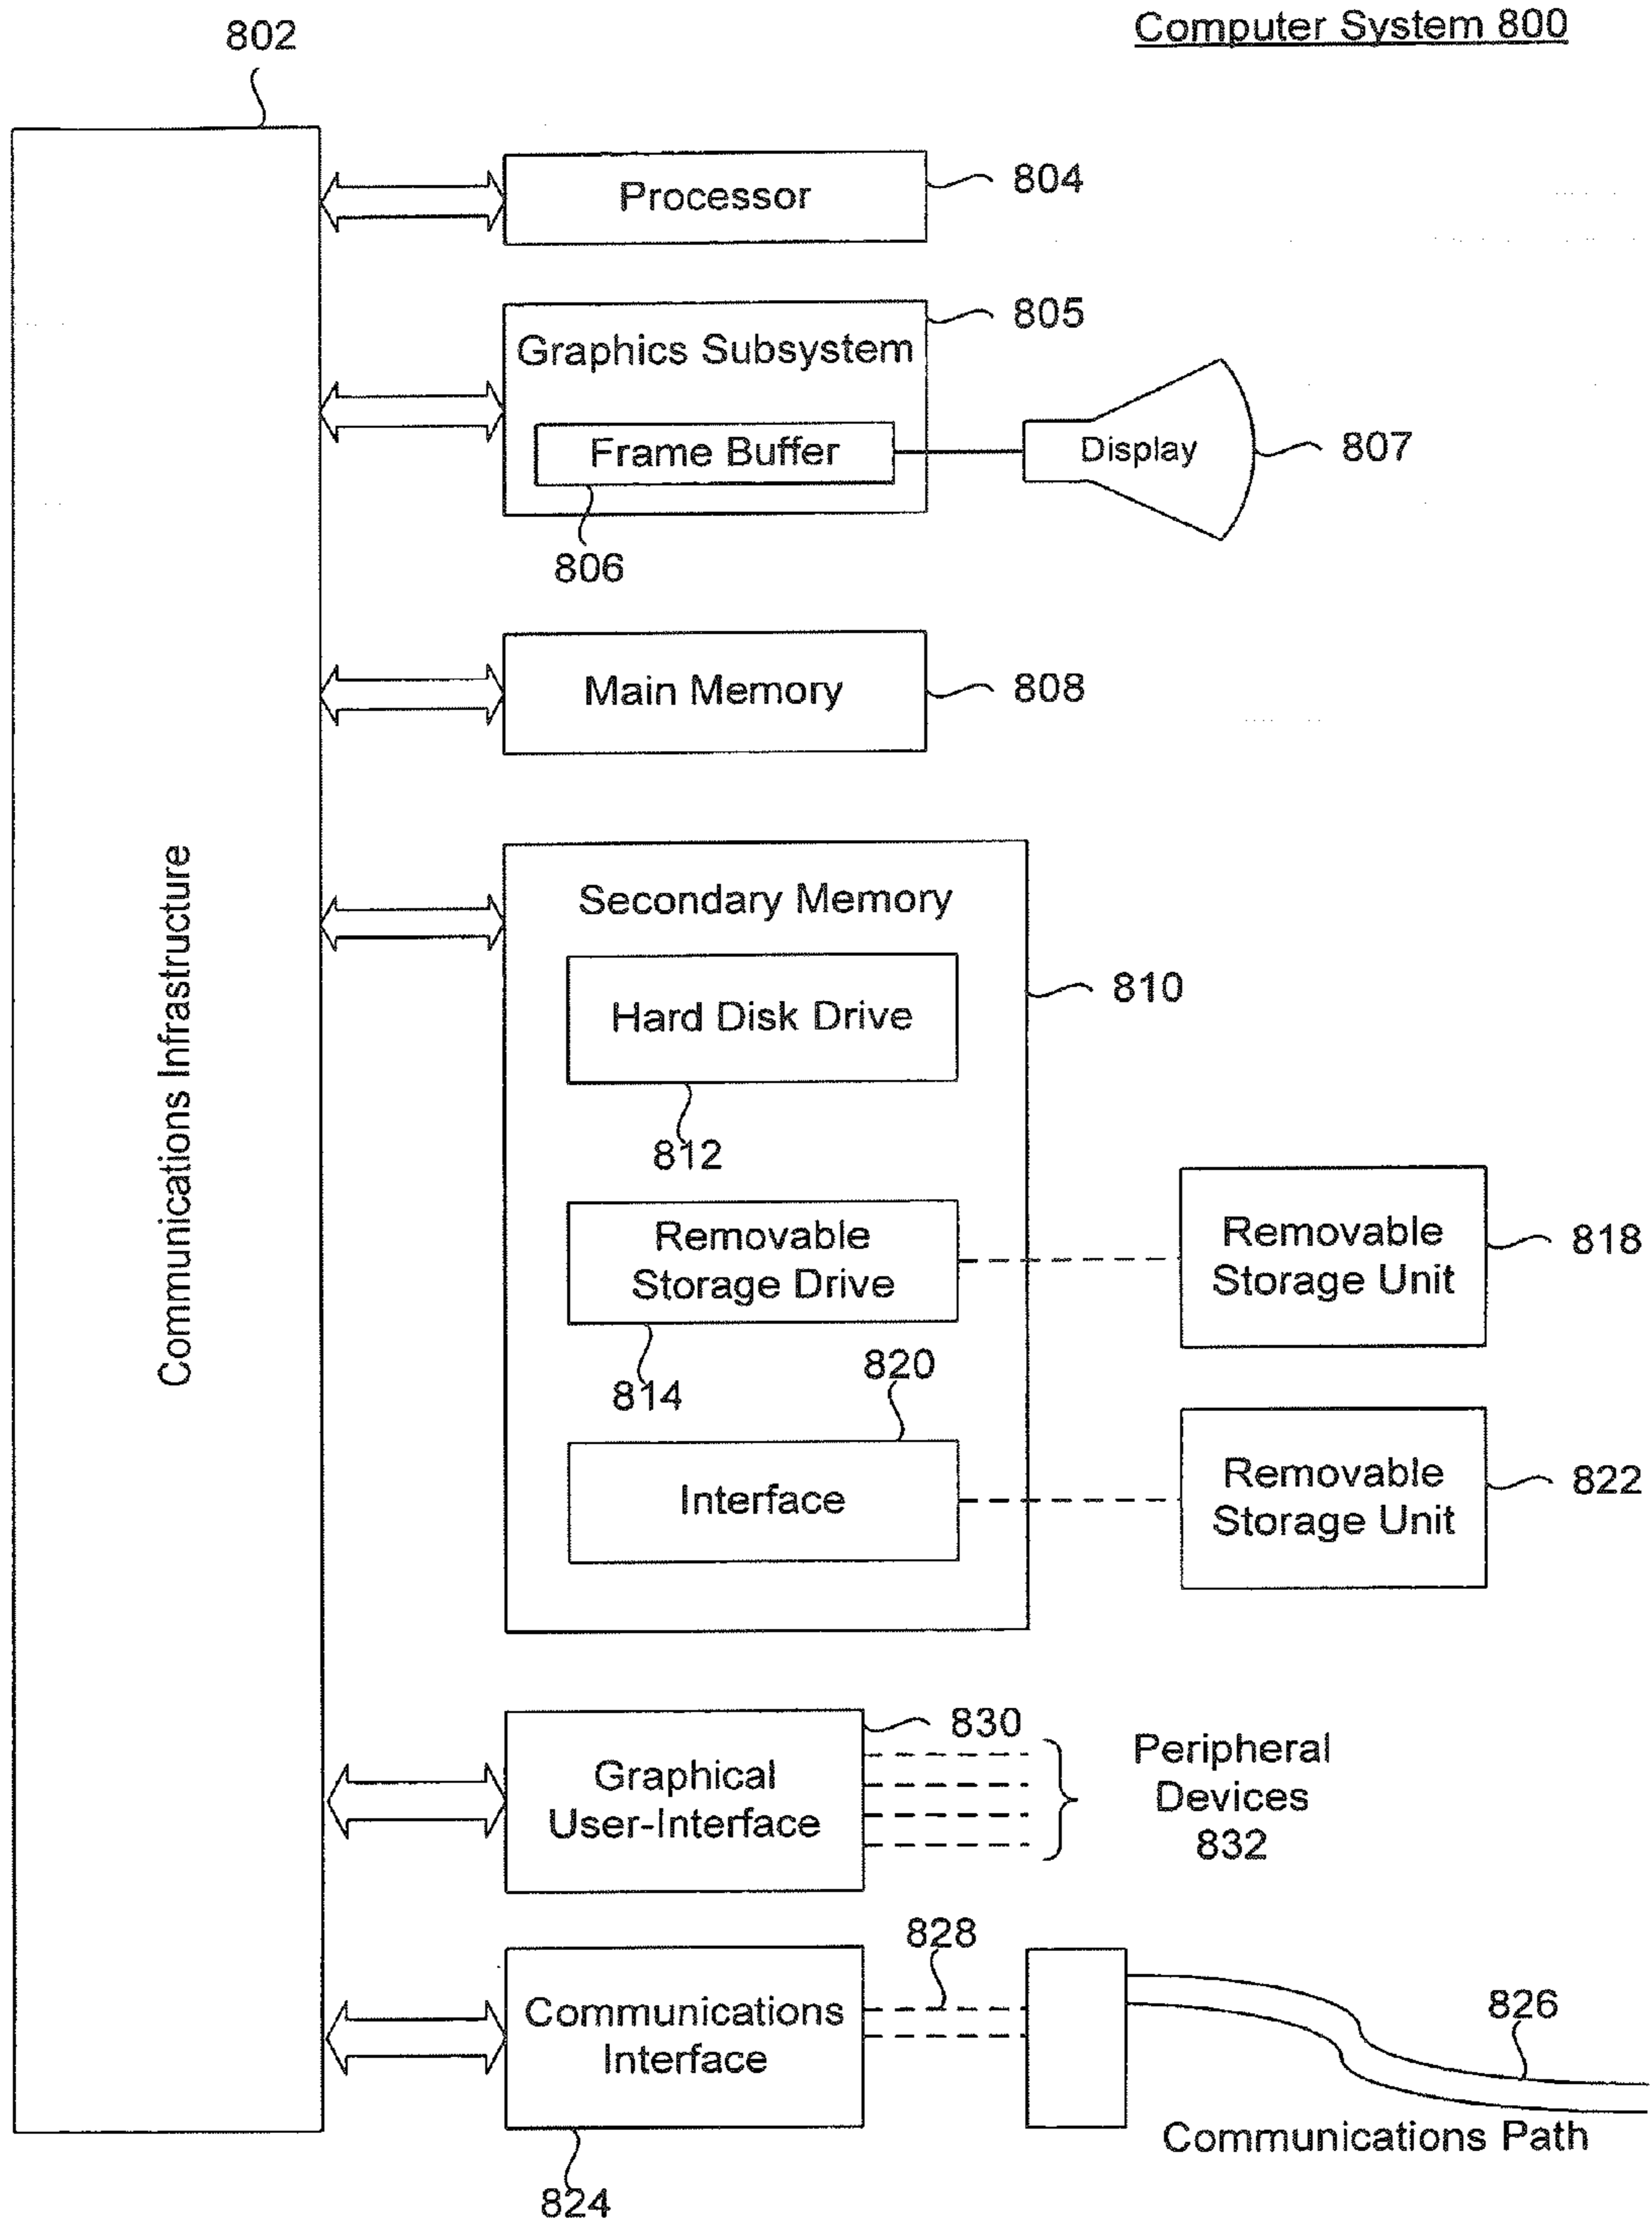 Computer System 800
802
Communications Infrastructure
Processor
804
Graphics Subsystem
805
Frame Buffer
806
Display
807
Main Memory
808
Secondary Memory
810
Hard Disk Drive
812
Removable
Storage Drive
814
Removable
Storage Unit
818
820
Interface
Removable
Storage Unit
822
Graphical
User-Interface
830
Peripheral
Devices
832
Communications
Interface
824
828
826
Communications Path